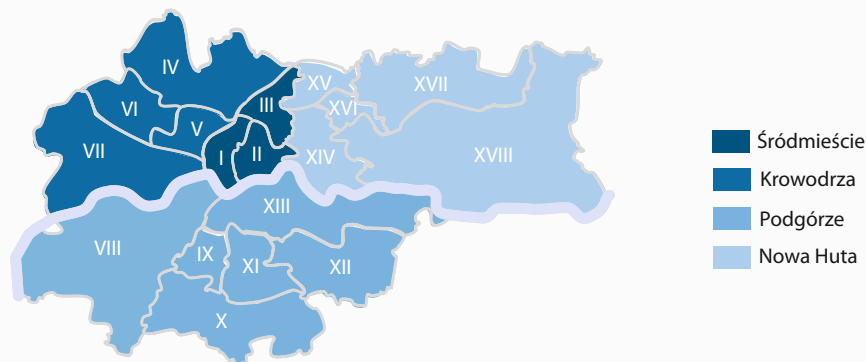 IV
XV
XVII
III
VI
XVI
V
VII
I
II
XIV
XVIII
XIII
VIII
IX
XI
XII
X
Śródmieście
Krowodrza
Podgórze
Nowa Huta